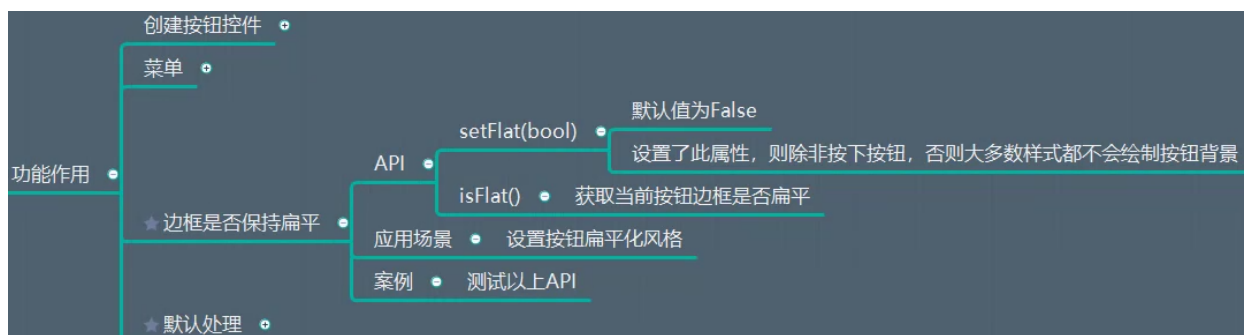 创建按钮控件
菜单
默认值为False
setFlat(bool)
设置了此属性，则除非按下按钮，否则大多数样式都不会绘制按钮背景
API
功能作用
isFlat()
获取当前按钮边框是否扁平
边框是否保持扁平
应用场景
设置按钮扁平化风格
案例
测试以上API
默认处理